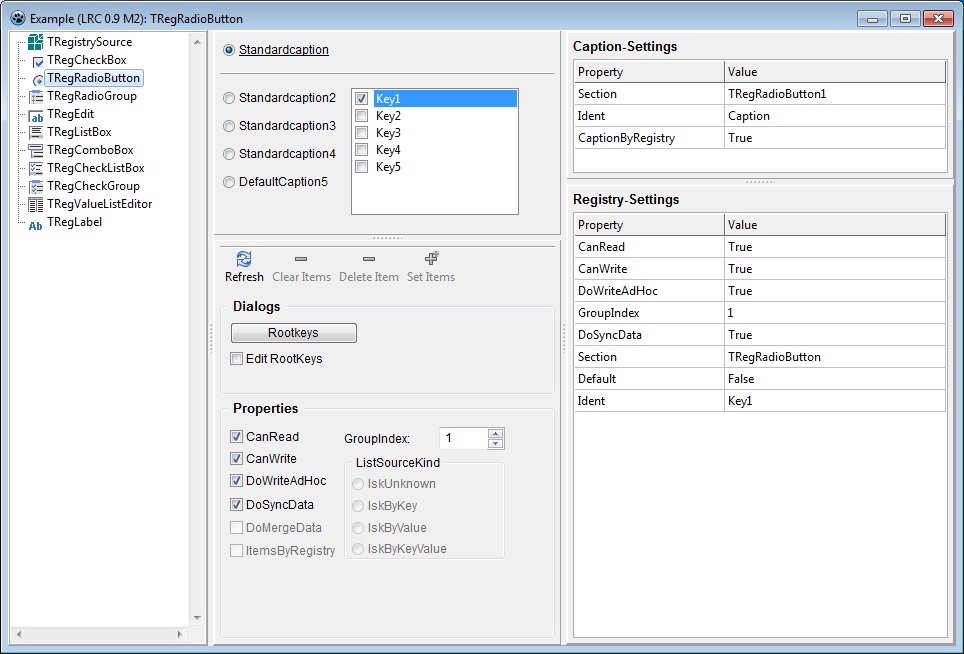 Example (LRC 0.9 M2): TRegRadioButton
TRegistrySource
TRegCheckBox
TRegRadioButton
TRegRadioGroup
TRegEdit
TRegListBox
TRegComboBox
TRegCheckListBox
TRegCheckGroup
TRegValueListEditor
Ab TRegLabel
Standardcaption
Standardcaption2
Standardcaption3
Standardcaption4
DefaultCaption5
Key1
Key2
Key3
Key4
Key5
Refresh Clear Items Delete Item Set Items
Dialogs
Rootkeys
Edit RootKeys
Properties
CanRead
CanWrite
DoWriteAdHoc
DoSyncData
DoMergeData
ItemsByRegistry
GroupIndex: 1
ListSourceKind
lskUnknown
lskByKey
lskByValue
lskByKeyValue
Caption-Settings
Property Value
Section TRegRadioButton1
Ident Caption
CaptionByRegistry True
Registry-Settings
Property Value
CanRead True
CanWrite True
DoWriteAdHoc True
GroupIndex 1
DoSyncData True
Section TRegRadioButton
Default False
Ident Key1